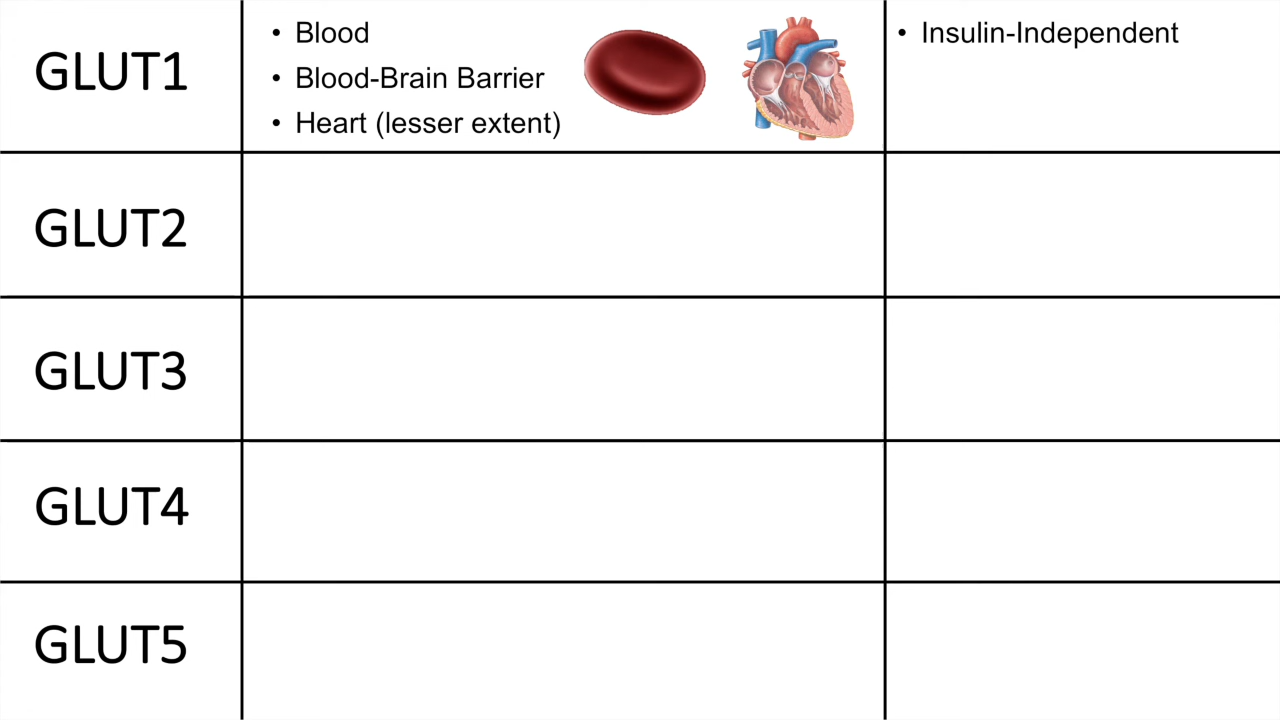 GLUT1
• Blood
• Blood-Brain Barrier
• Heart (lesser extent)
• Insulin-Independent
GLUT2
GLUT3
GLUT4
GLUT5